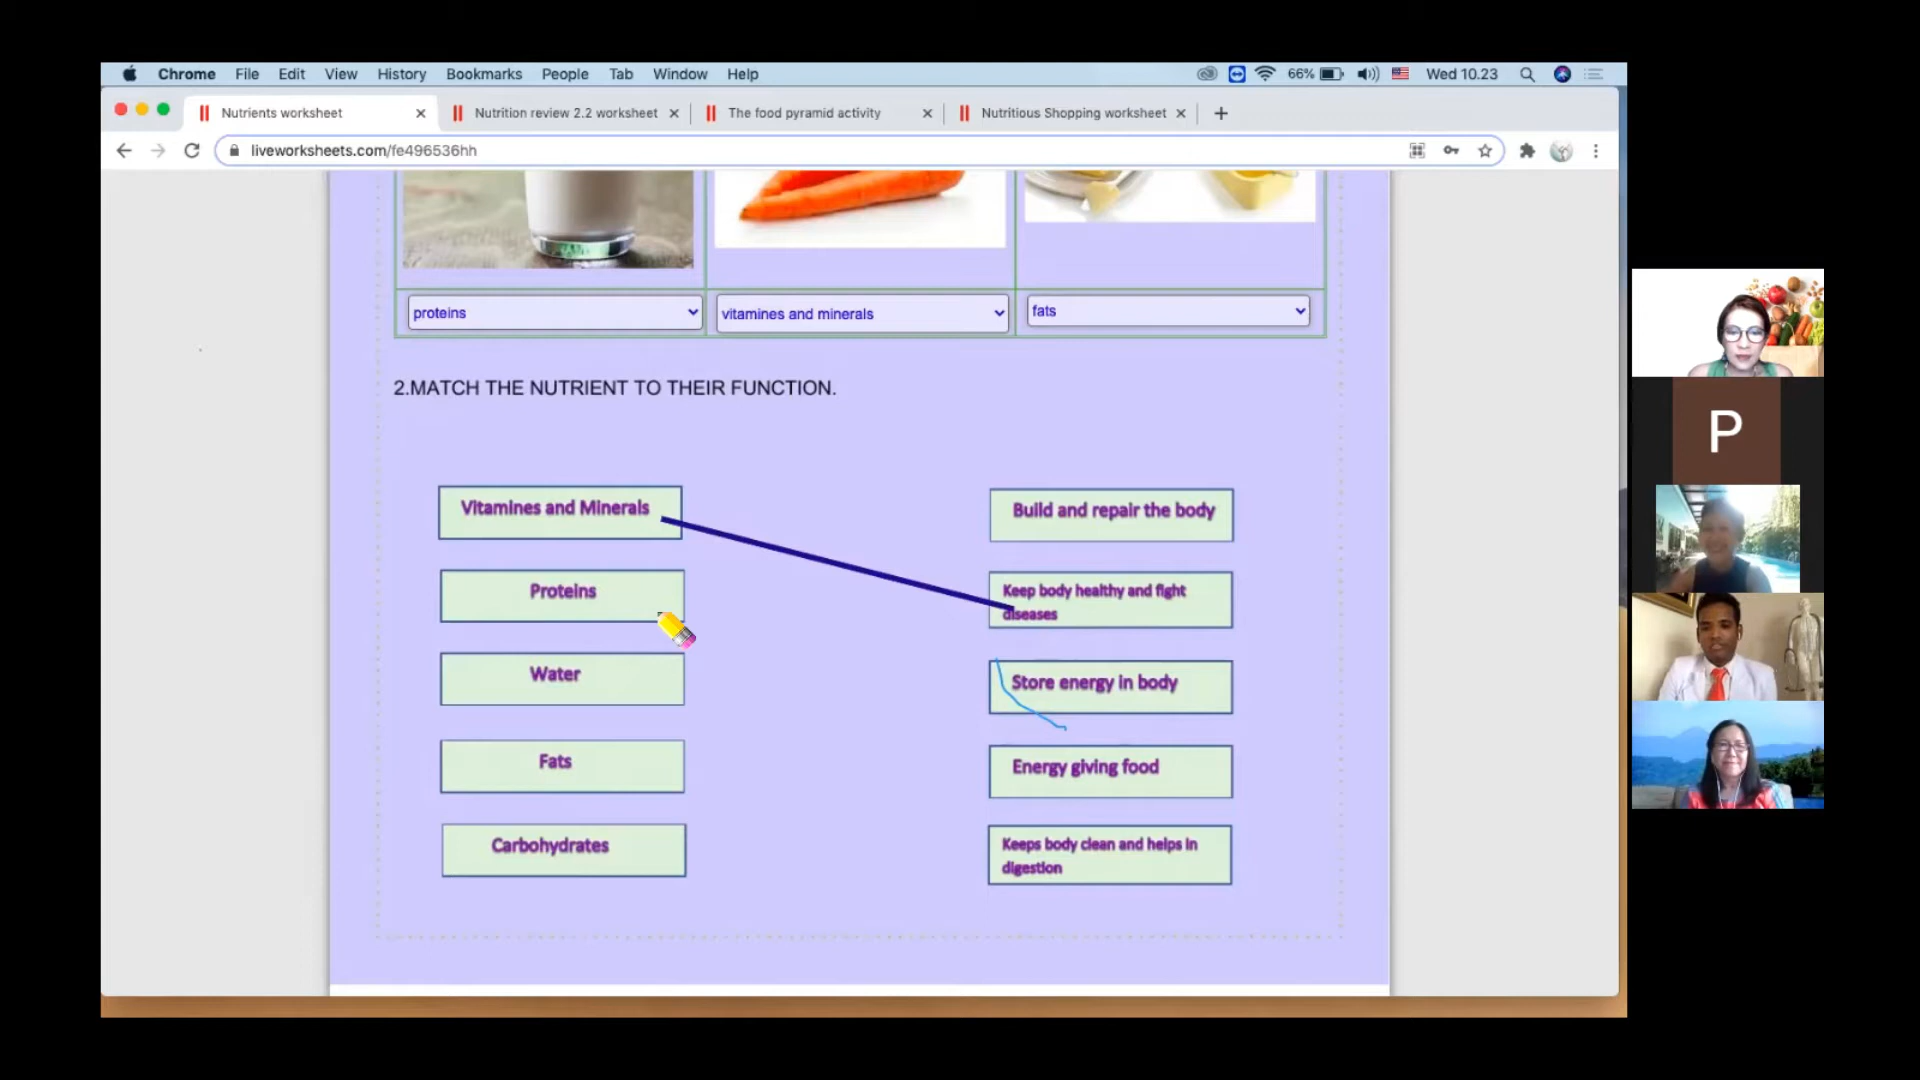 Chrome File Edit View History Bookmarks People Tab Window Help 66% Wed 10.23
Nutrients worksheet Nutrition review 2.2 worksheet The food pyramid activity Nutritious Shopping worksheet
liveworksheets.com/fe496536hh
proteins vitamines and minerals fats
2.MATCH THE NUTRIENT TO THEIR FUNCTION.
Vitamines and Minerals
Build and repair the body
Proteins
Keep body healthy and fight
diseases
Water
Store energy in body
Fats
Energy giving food
Carbohydrates
Keeps body clean and helps in
digestion
P